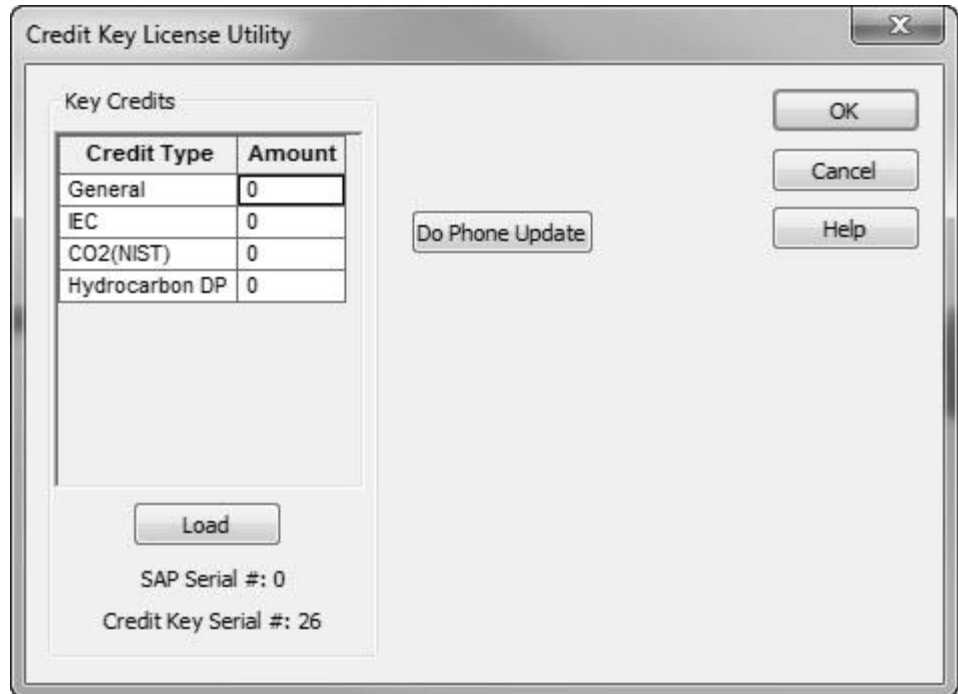 Credit Key License Utility
X
Key Credits
Credit Type Amount
General 0
IEC 0
CO2(NIST) 0
Hydrocarbon DP 0
Load
SAP Serial #: 0
Credit Key Serial #: 26
Do Phone Update
OK
Cancel
Help